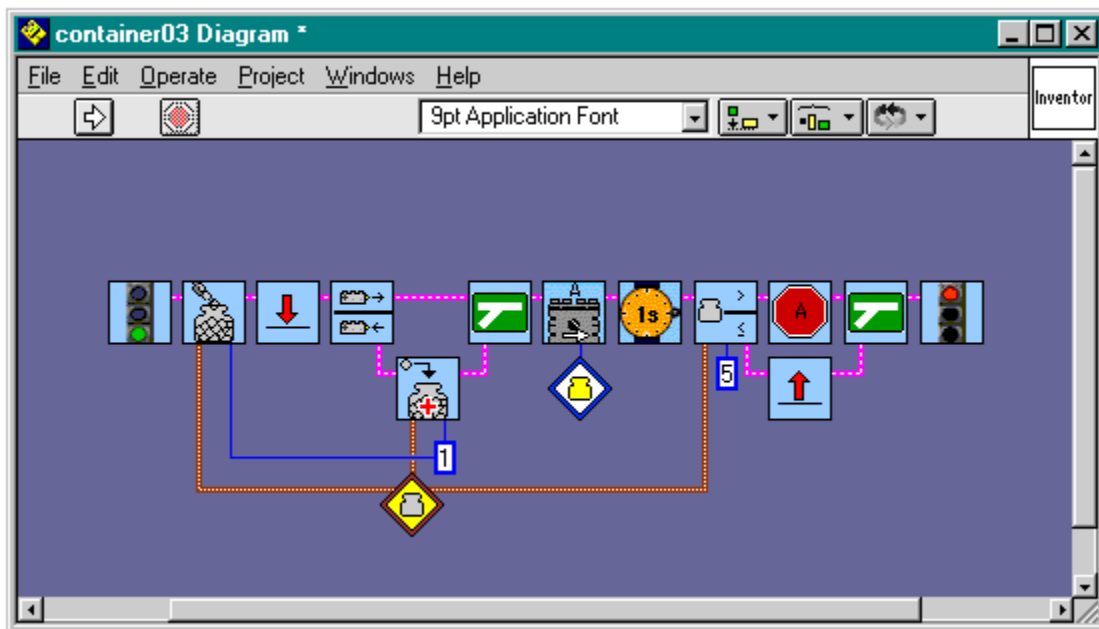 container03 Diagram *
File Edit Operate Project Windows Help
Inventor
9pt Application Font
A
1s
>
≤
A
5
1